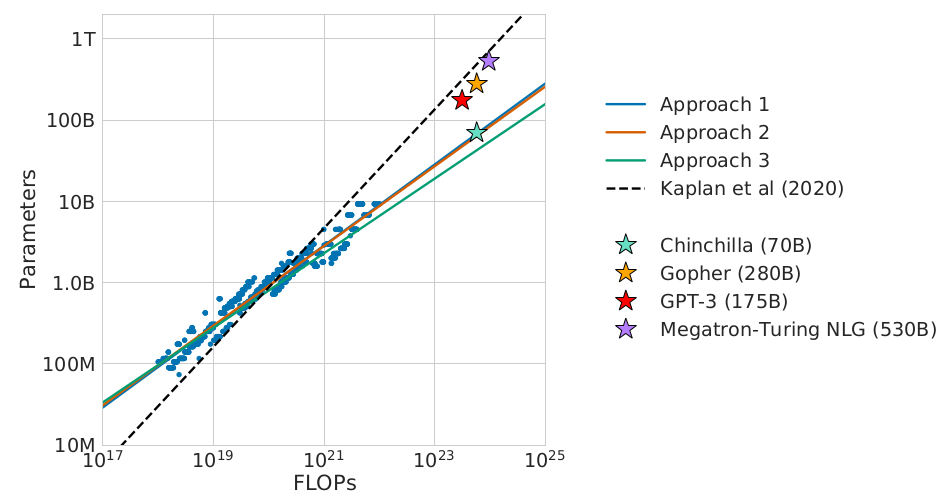 1T
100B
10B
1.0B
100M
10M
Parameters
10^17
10^19
10^21
10^23
10^25
FLOPs
Approach 1
Approach 2
Approach 3
Kaplan et al (2020)
Chinchilla (70B)
Gopher (280B)
GPT-3 (175B)
Megatron-Turing NLG (530B)